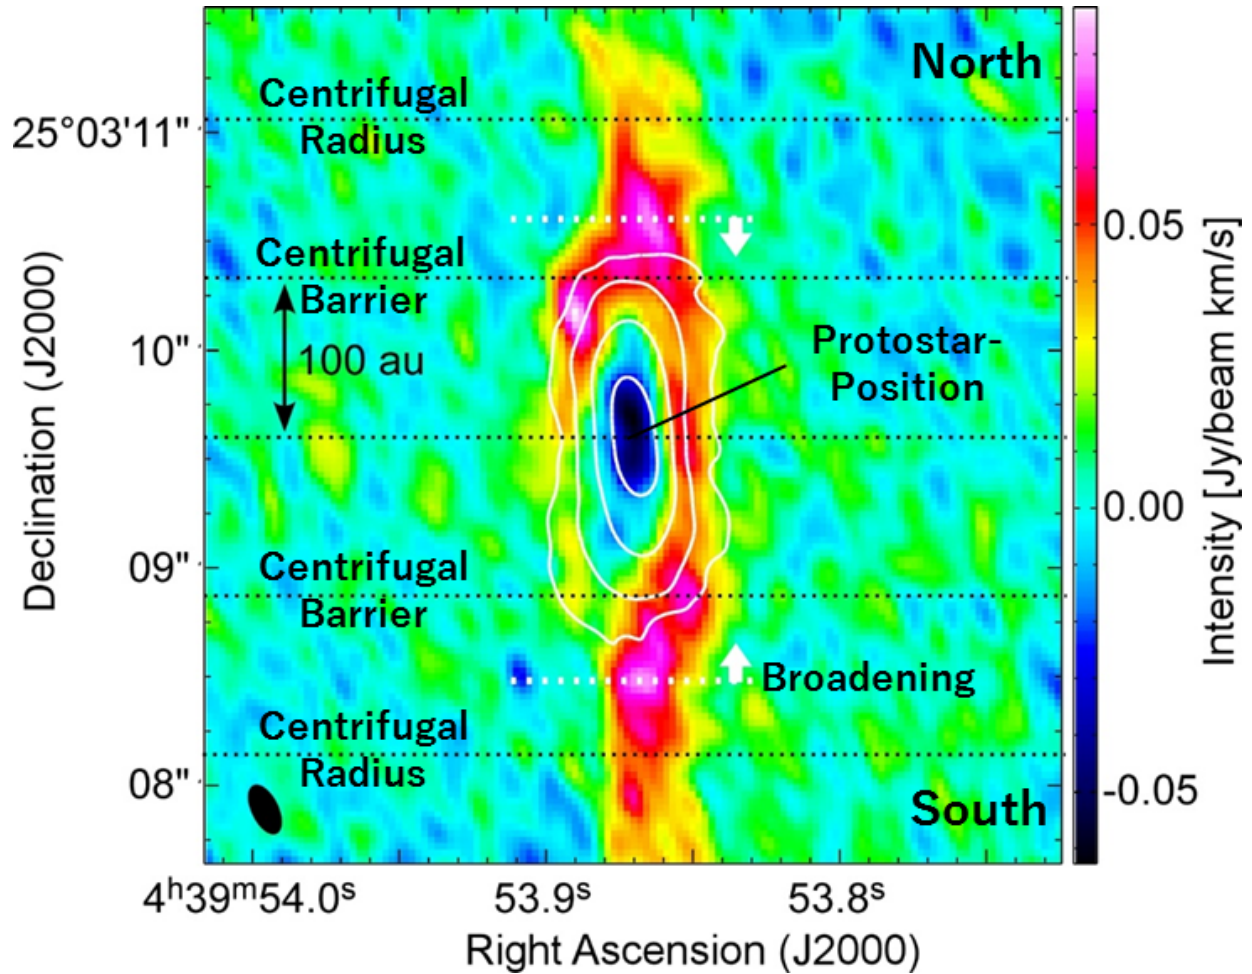 North
Centrifugal
Radius
25°03'11"
Centrifugal
Barrier
0.05
10"
100 au
Protostar-
Position
Declination (J2000)
Intensity [Jy/beam km/s]
0.00
09"
Centrifugal
Barrier
Broadening
Centrifugal
Radius
08"
-0.05
South
4h39m54.0s
53.9s
53.8s
Right Ascension (J2000)